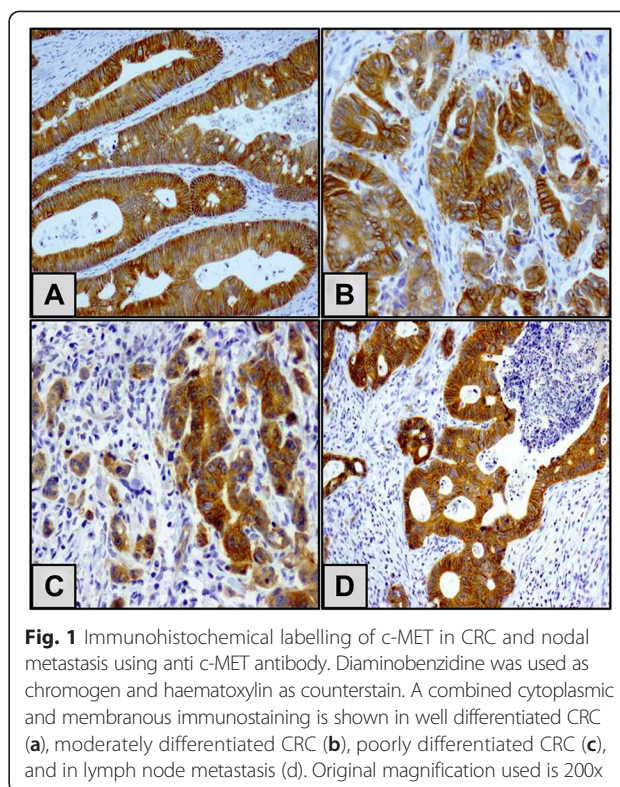 A
B
C
D
Fig. 1 Immunohistochemical labelling of c-MET in CRC and nodal
metastasis using anti c-MET antibody. Diaminobenzidine was used as
chromogen and haematoxylin as counterstain. A combined cytoplasmic
and membranous immunostaining is shown in well differentiated CRC
(a), moderately differentiated CRC (b), poorly differentiated CRC (c),
and in lymph node metastasis (d). Original magnification used is 200x